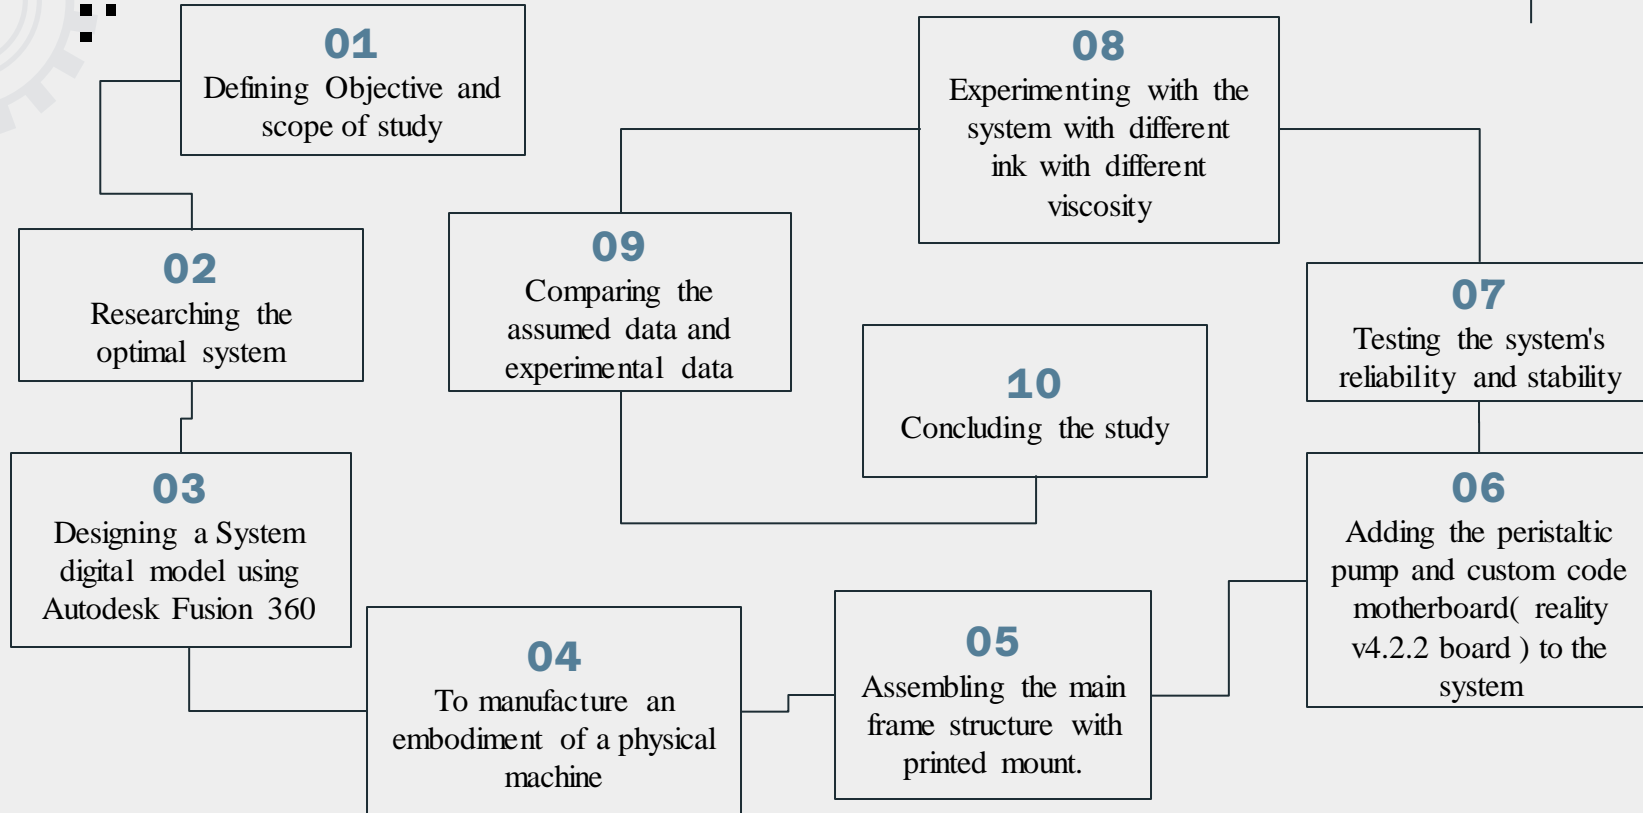 01
Defining Objective and
scope of study
02
Researching the
optimal system
03
Designing a System
digital model using
Autodesk Fusion 360
04
To manufacture an
embodiment of a physical
machine
05
Assembling the main
frame structure with
printed mount.
06
Adding the peristaltic
pump and custom code
motherboard( reality
v4.2.2 board ) to the
system
07
Testing the system's
reliability and stability
08
Experimenting with the
system with different
ink with different
viscosity
09
Comparing the
assumed data and
experimental data
10
Concluding the study